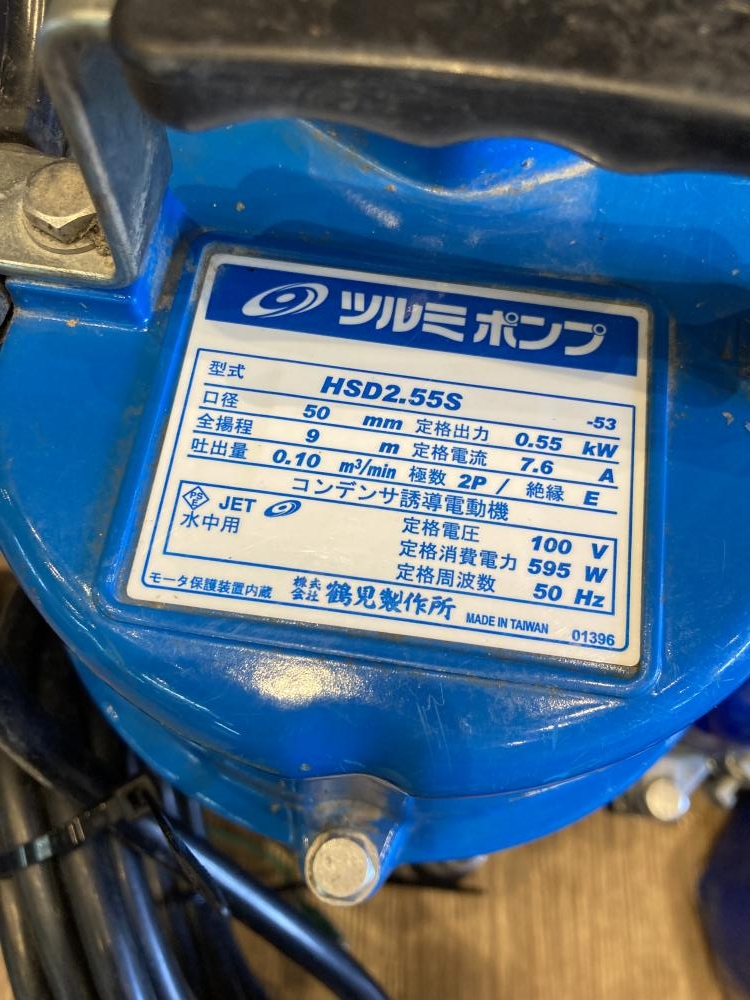 ツルミポンプ
型式 HSD2.55S -53
口径 50 mm 定格出力 0.55 kW
全揚程 9 m 定格電流 7.6 A
吐出量 0.10 m³/min 極数 2P / 絶縁 E
コンデンサ誘導電動機
PSE JET 定格電圧 100 V
水中用 定格消費電力 595 W
定格周波数 50 Hz
モータ保護装置内蔵 株式会社 鶴見製作所 MADE IN TAIWAN 01396